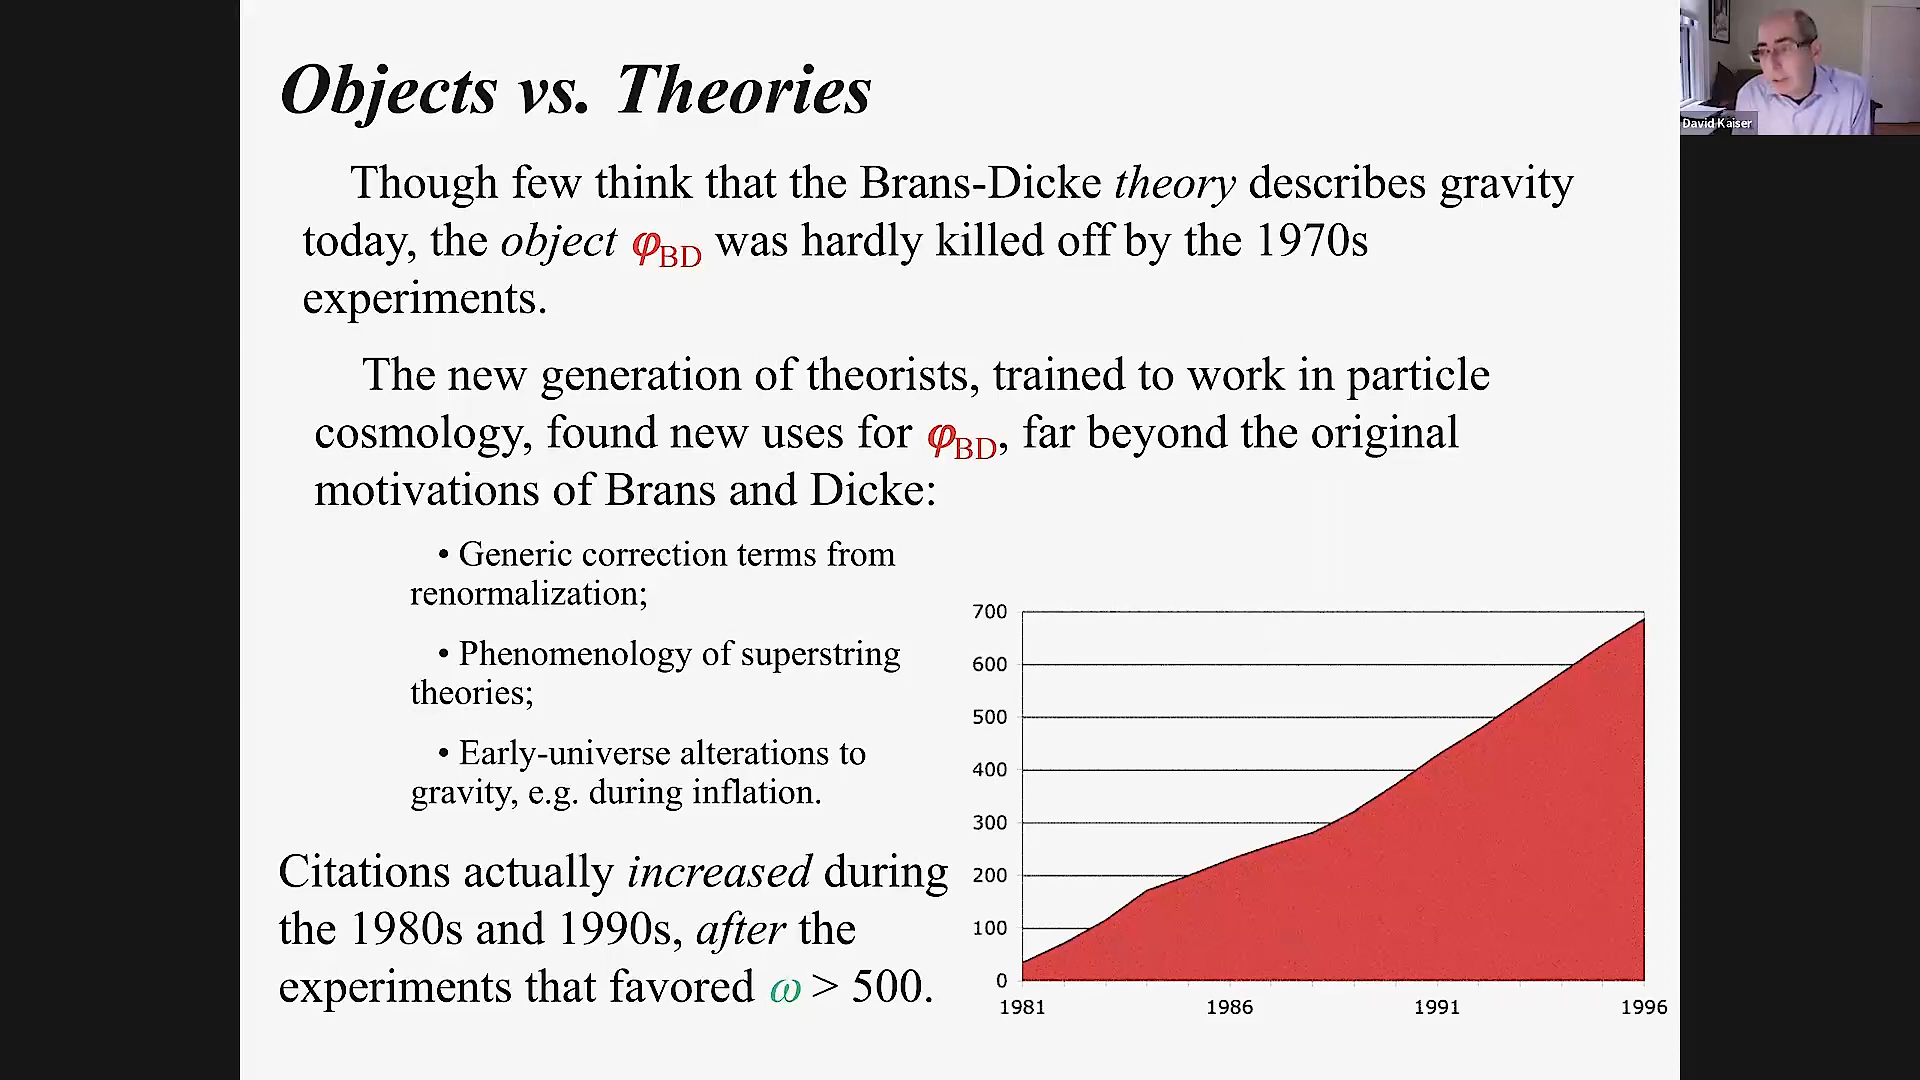 Objects vs. Theories
David Kaiser
Though few think that the Brans-Dicke theory describes gravity
today, the object φBD was hardly killed off by the 1970s
experiments.
The new generation of theorists, trained to work in particle
cosmology, found new uses for φBD, far beyond the original
motivations of Brans and Dicke:
• Generic correction terms from
renormalization;
• Phenomenology of superstring
theories;
• Early-universe alterations to
gravity, e.g. during inflation.
Citations actually increased during
the 1980s and 1990s, after the
experiments that favored ω > 500.
700
600
500
400
300
200
100
0
1981 1986 1991 1996